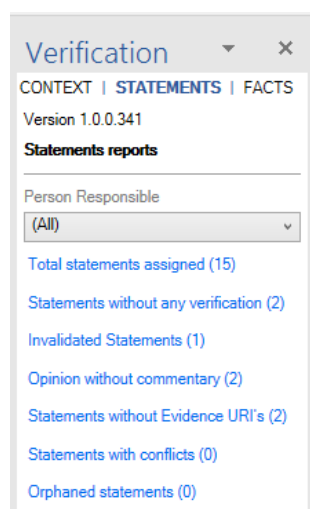 Verification
CONTEXT | STATEMENTS | FACTS
Version 1.0.0.341
Statements reports
Person Responsible
(All)
Total statements assigned (15)
Statements without any verification (2)
Invalidated Statements (1)
Opinion without commentary (2)
Statements without Evidence URI's (2)
Statements with conflicts (0)
Orphaned statements (0)